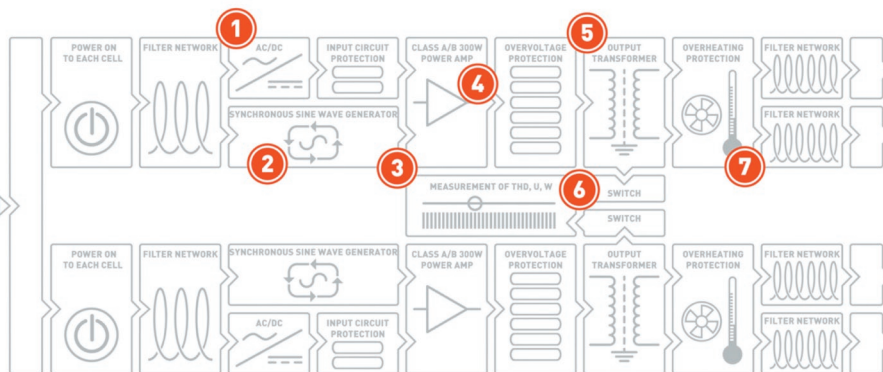 1
5
POWER ON
TO EACH CELL
FILTER NETWORK
AC/DC
INPUT CIRCUIT
PROTECTION
CLASS A/B 300W
POWER AMP
OVERVOLTAGE
PROTECTION
OUTPUT
TRANSFORMER
OVERHEATING
PROTECTION
FILTER NETWORK
4
SYNCHRONOUS SINE WAVE GENERATOR
FILTER NETWORK
2
3
7
MEASUREMENT OF THD, U, W
6
SWITCH
SWITCH
POWER ON
TO EACH CELL
FILTER NETWORK
SYNCHRONOUS SINE WAVE GENERATOR
CLASS A/B 300W
POWER AMP
OVERVOLTAGE
PROTECTION
OUTPUT
TRANSFORMER
OVERHEATING
PROTECTION
FILTER NETWORK
AC/DC
INPUT CIRCUIT
PROTECTION
FILTER NETWORK